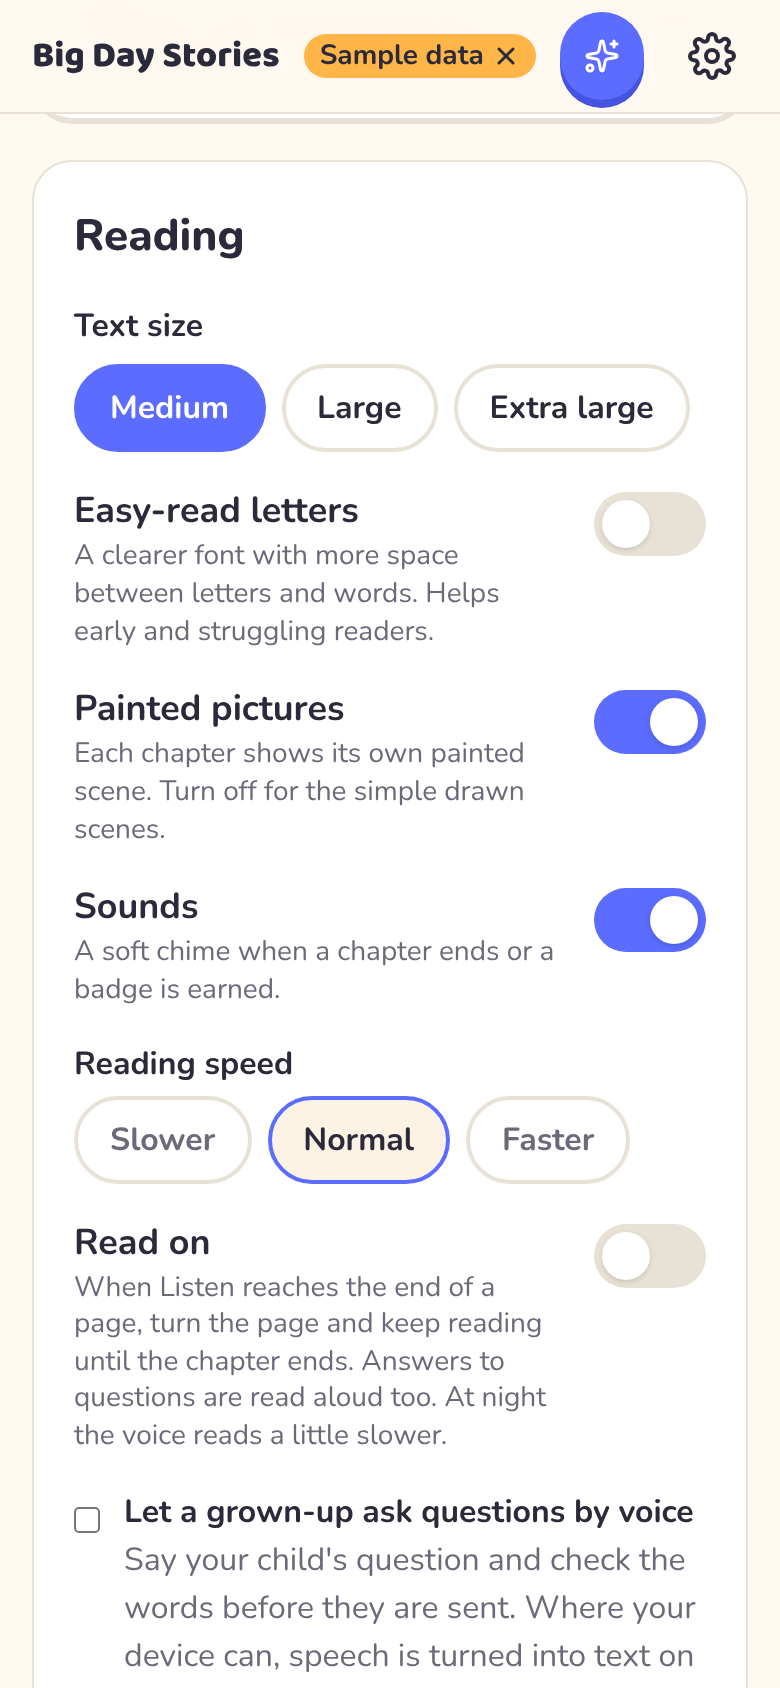 Big Day Stories
Sample data ×
Reading
Text size
Medium
Large
Extra large
Easy-read letters
A clearer font with more space
between letters and words. Helps
early and struggling readers.
Painted pictures
Each chapter shows its own painted
scene. Turn off for the simple drawn
scenes.
Sounds
A soft chime when a chapter ends or a
badge is earned.
Reading speed
Slower
Normal
Faster
Read on
When Listen reaches the end of a
page, turn the page and keep reading
until the chapter ends. Answers to
questions are read aloud too. At night
the voice reads a little slower.
Let a grown-up ask questions by voice
Say your child's question and check the
words before they are sent. Where your
device can, speech is turned into text on